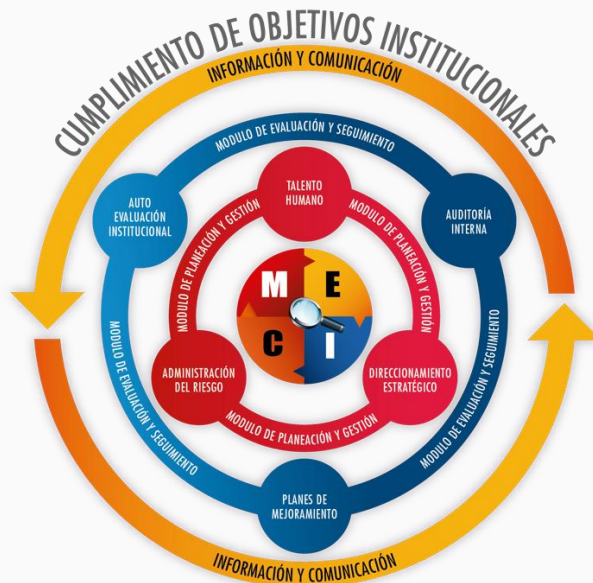 CUMPLIMIENTO DE OBJETIVOS INSTITUCIONALES
INFORMACIÓN Y COMUNICACIÓN
MODULO DE EVALUACIÓN Y SEGUIMIENTO
AUTO
EVALUACIÓN
INSTITUCIONAL
TALENTO
HUMANO
AUDITORÍA
INTERNA
MODULO DE PLANEACIÓN Y GESTIÓN
MODULO DE PLANEACIÓN Y GESTIÓN
M E
C I
MODULO DE EVALUACIÓN Y SEGUIMIENTO
MODULO DE EVALUACIÓN Y SEGUIMIENTO
ADMINISTRACIÓN
DEL RIESGO
DIRECCIONAMIENTO
ESTRATÉGICO
MODULO DE PLANEACIÓN Y GESTIÓN
PLANES DE
MEJORAMIENTO
INFORMACIÓN Y COMUNICACIÓN